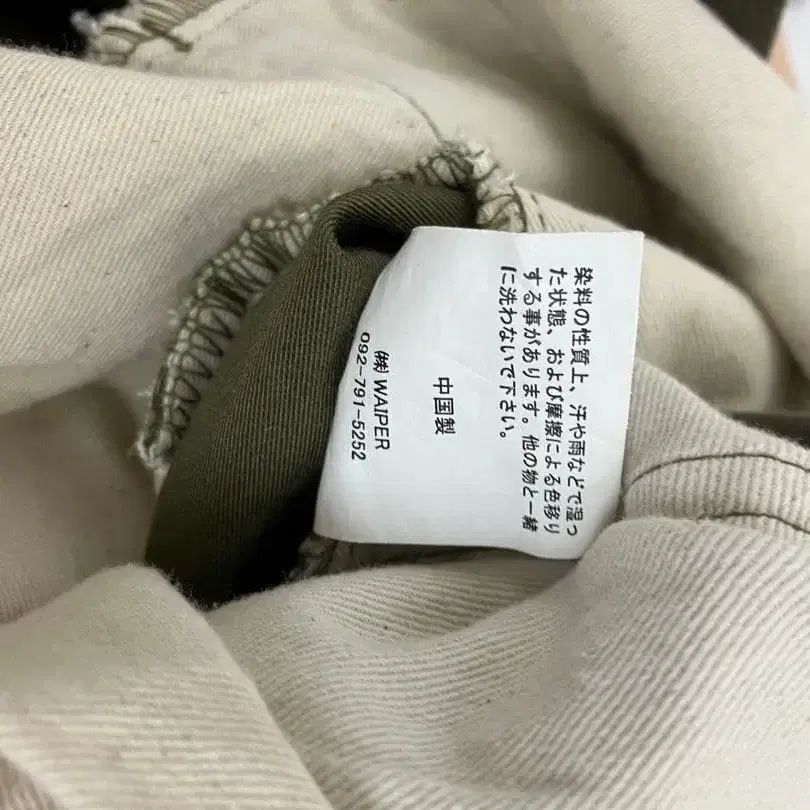 染料の性質上、汗や雨などで湿っ
た状態、および摩擦による色移り
する事があります。他の物と一緒
に洗わないで下さい。
中国製
㈱ WAIPER
092-791-5252